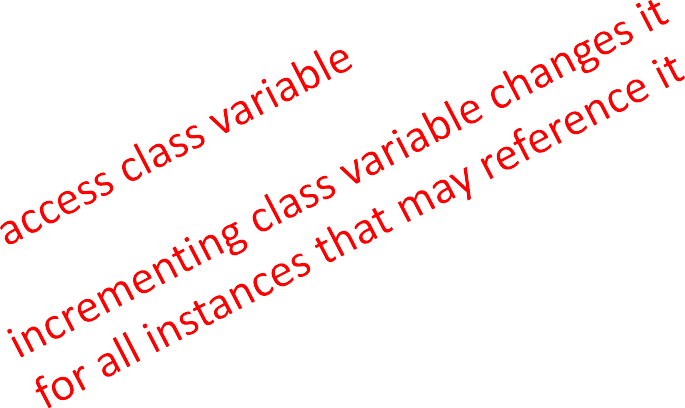 access class variable
incrementing class variable changes it
for all instances that may reference it